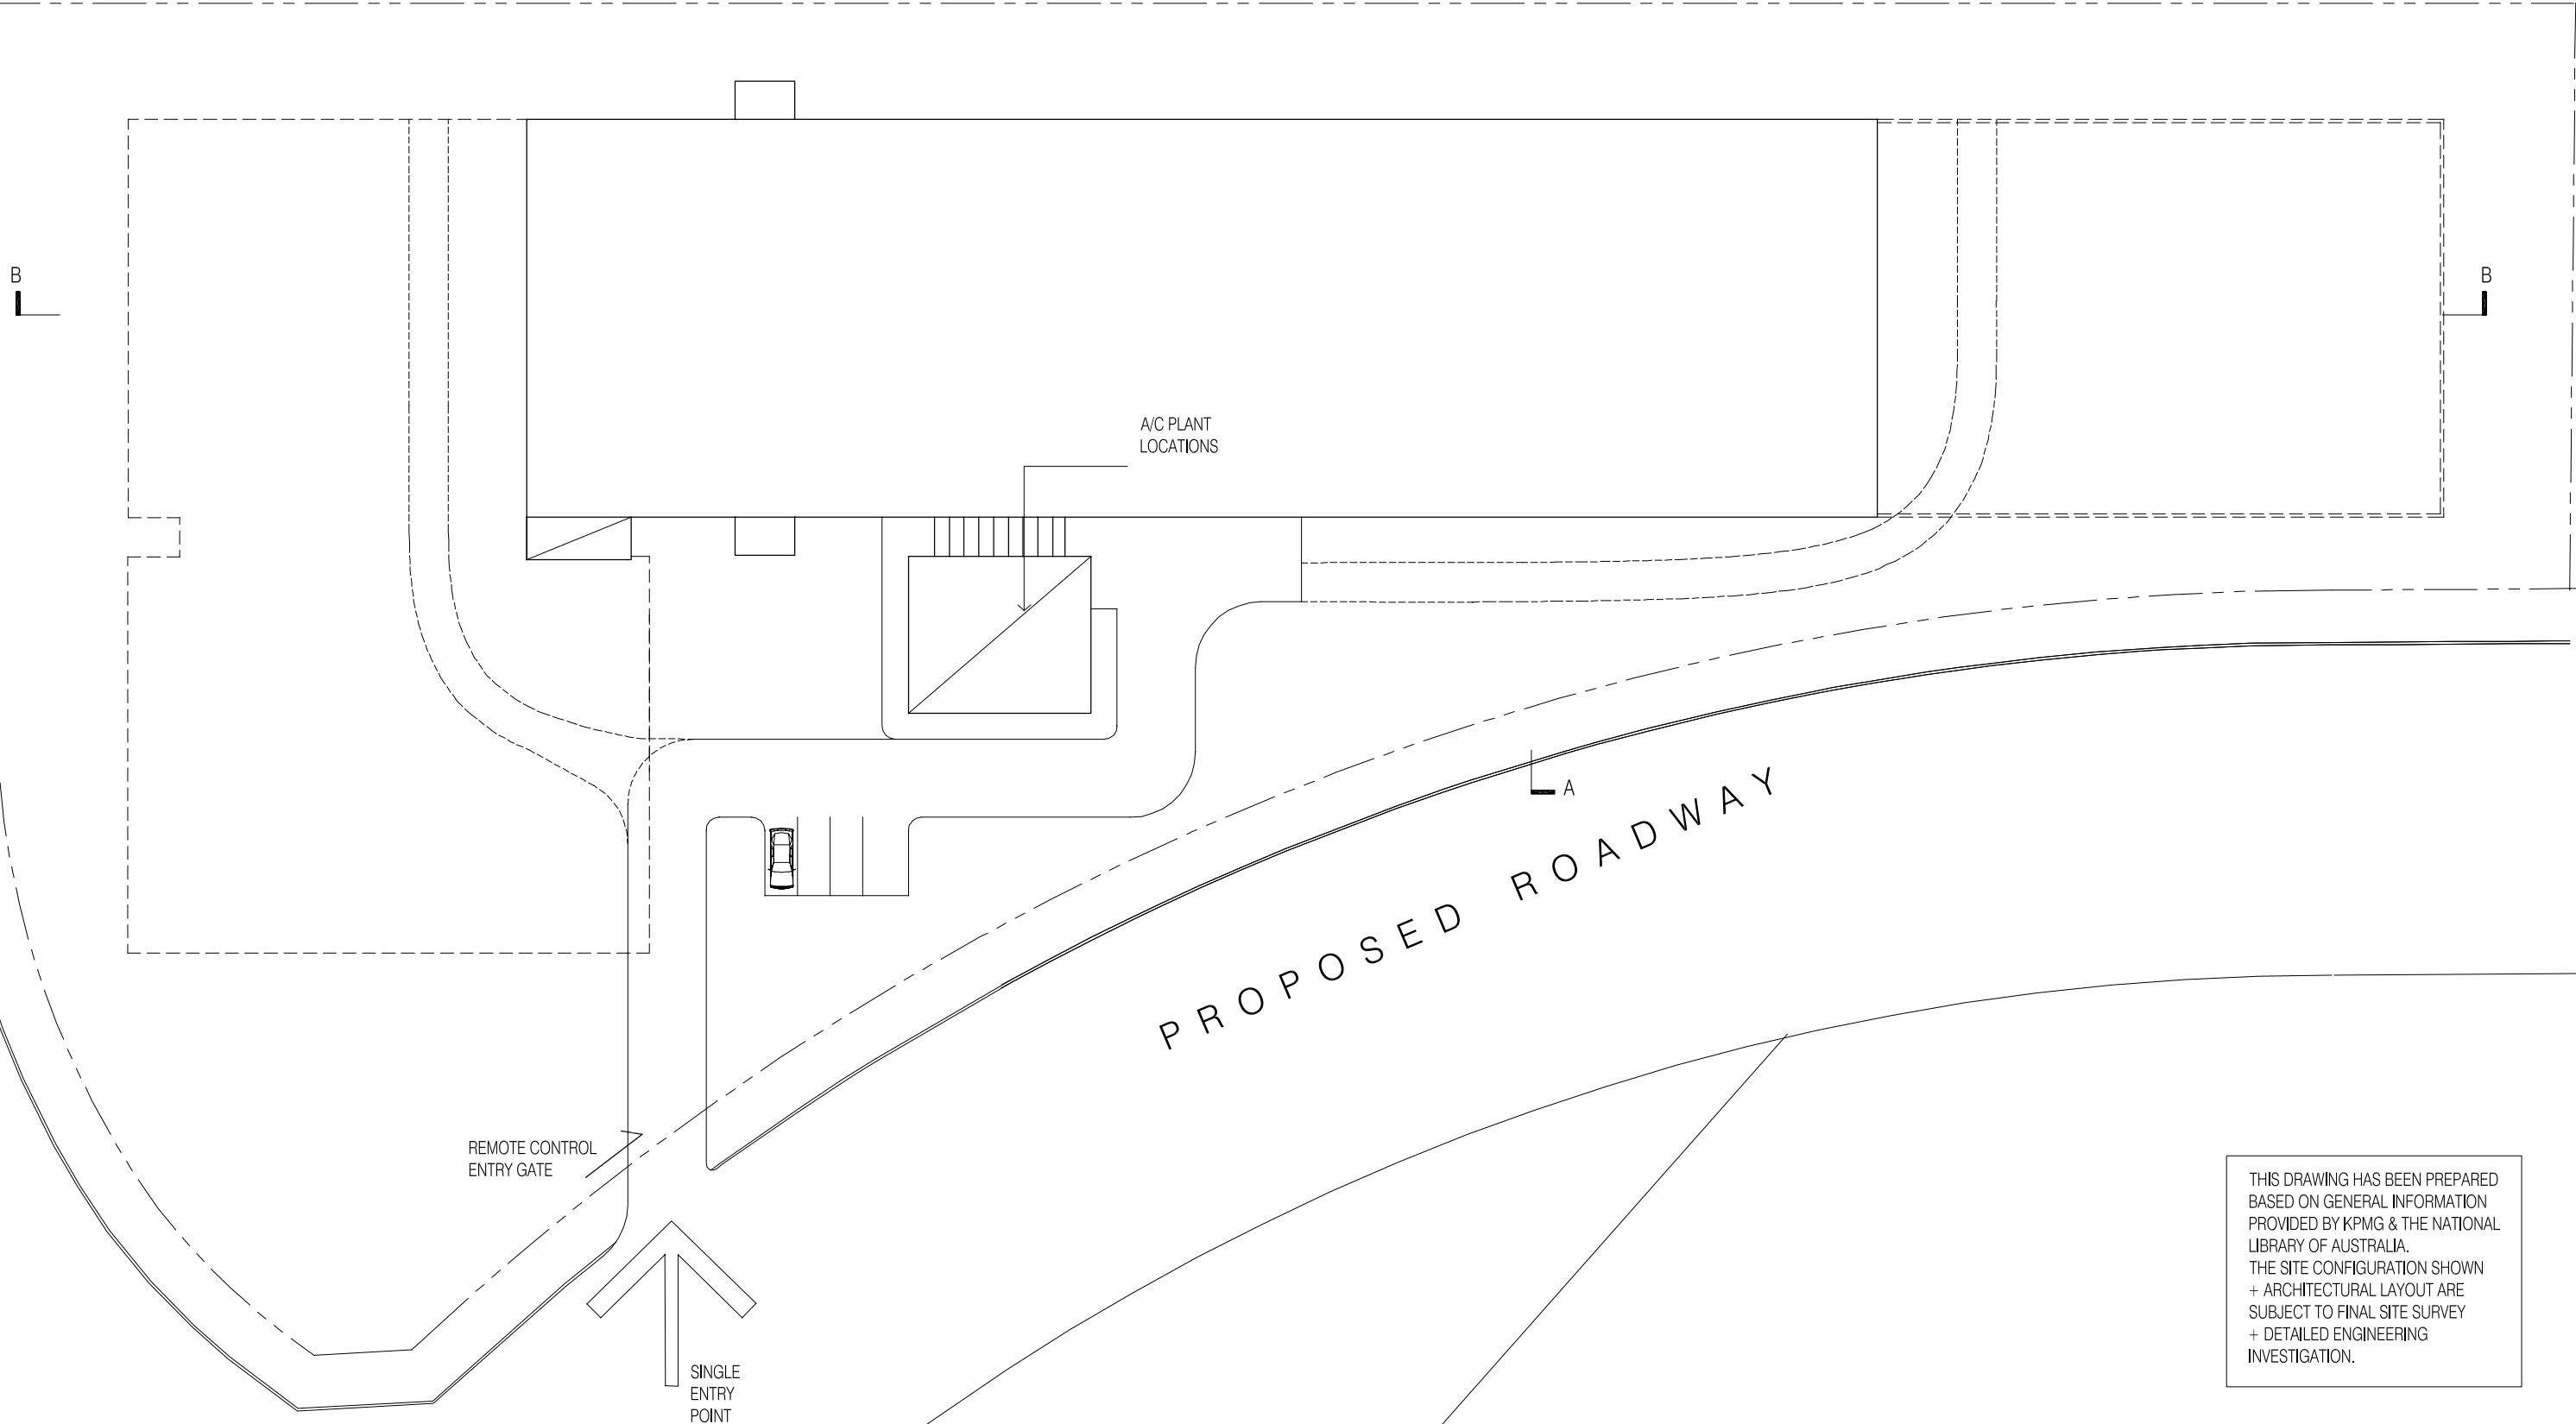 B
B
A/C PLANT
LOCATIONS
A
PROPOSED ROADWAY
REMOTE CONTROL
ENTRY GATE
SINGLE
ENTRY
POINT
THIS DRAWING HAS BEEN PREPARED
BASED ON GENERAL INFORMATION
PROVIDED BY KPMG & THE NATIONAL
LIBRARY OF AUSTRALIA.
THE SITE CONFIGURATION SHOWN
+ ARCHITECTURAL LAYOUT ARE
SUBJECT TO FINAL SITE SURVEY
+ DETAILED ENGINEERING
INVESTIGATION.